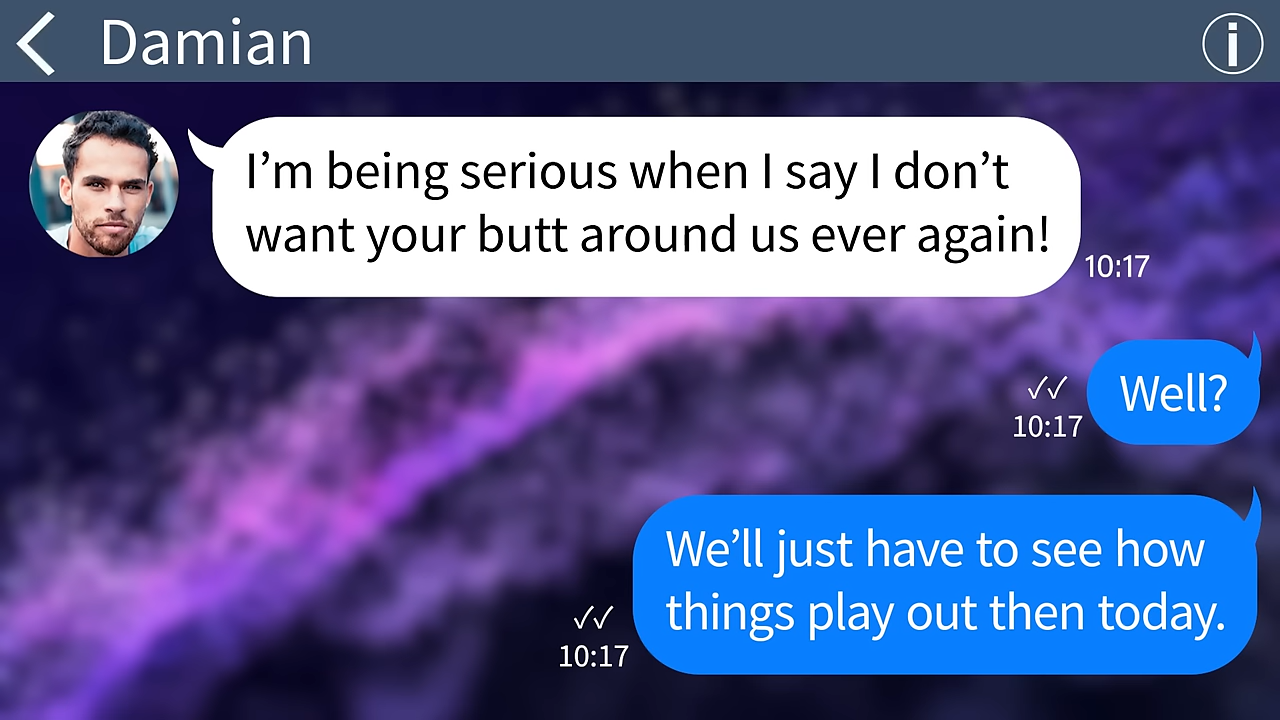 Damian
I’m being serious when I say I don’t
want your butt around us ever again!
10:17
Well?
10:17
We’ll just have to see how
things play out then today.
10:17